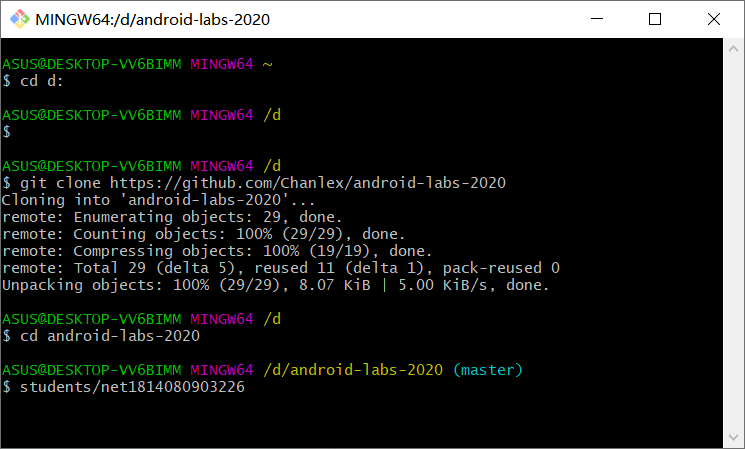 MINGW64:/d/android-labs-2020
ASUS@DESKTOP-VV6BIMM MINGW64 ~
$ cd d:
ASUS@DESKTOP-VV6BIMM MINGW64 /d
$
ASUS@DESKTOP-VV6BIMM MINGW64 /d
$ git clone https://github.com/Chanlex/android-labs-2020
Cloning into 'android-labs-2020'...
remote: Enumerating objects: 29, done.
remote: Counting objects: 100% (29/29), done.
remote: Compressing objects: 100% (19/19), done.
remote: Total 29 (delta 5), reused 11 (delta 1), pack-reused 0
Unpacking objects: 100% (29/29), 8.07 KiB | 5.00 KiB/s, done.
ASUS@DESKTOP-VV6BIMM MINGW64 /d
$ cd android-labs-2020
ASUS@DESKTOP-VV6BIMM MINGW64 /d/android-labs-2020 (master)
$ students/net1814080903226